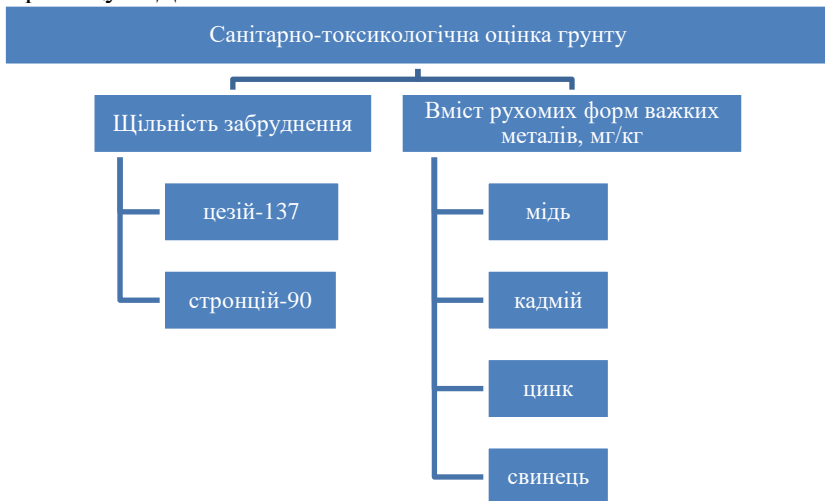 Санітарно-токсикологічна оцінка грунту
Щільність забруднення
цезій-137
стронцій-90
Вміст рухомих форм важких
металів, мг/кг
мідь
кадмій
цинк
свинець